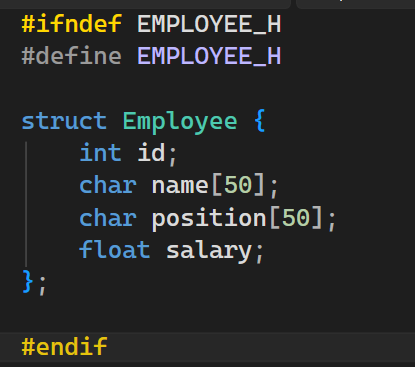 #ifndef EMPLOYEE_H
#define EMPLOYEE_H
struct Employee {
    int id;
    char name[50];
    char position[50];
    float salary;
};
#endif